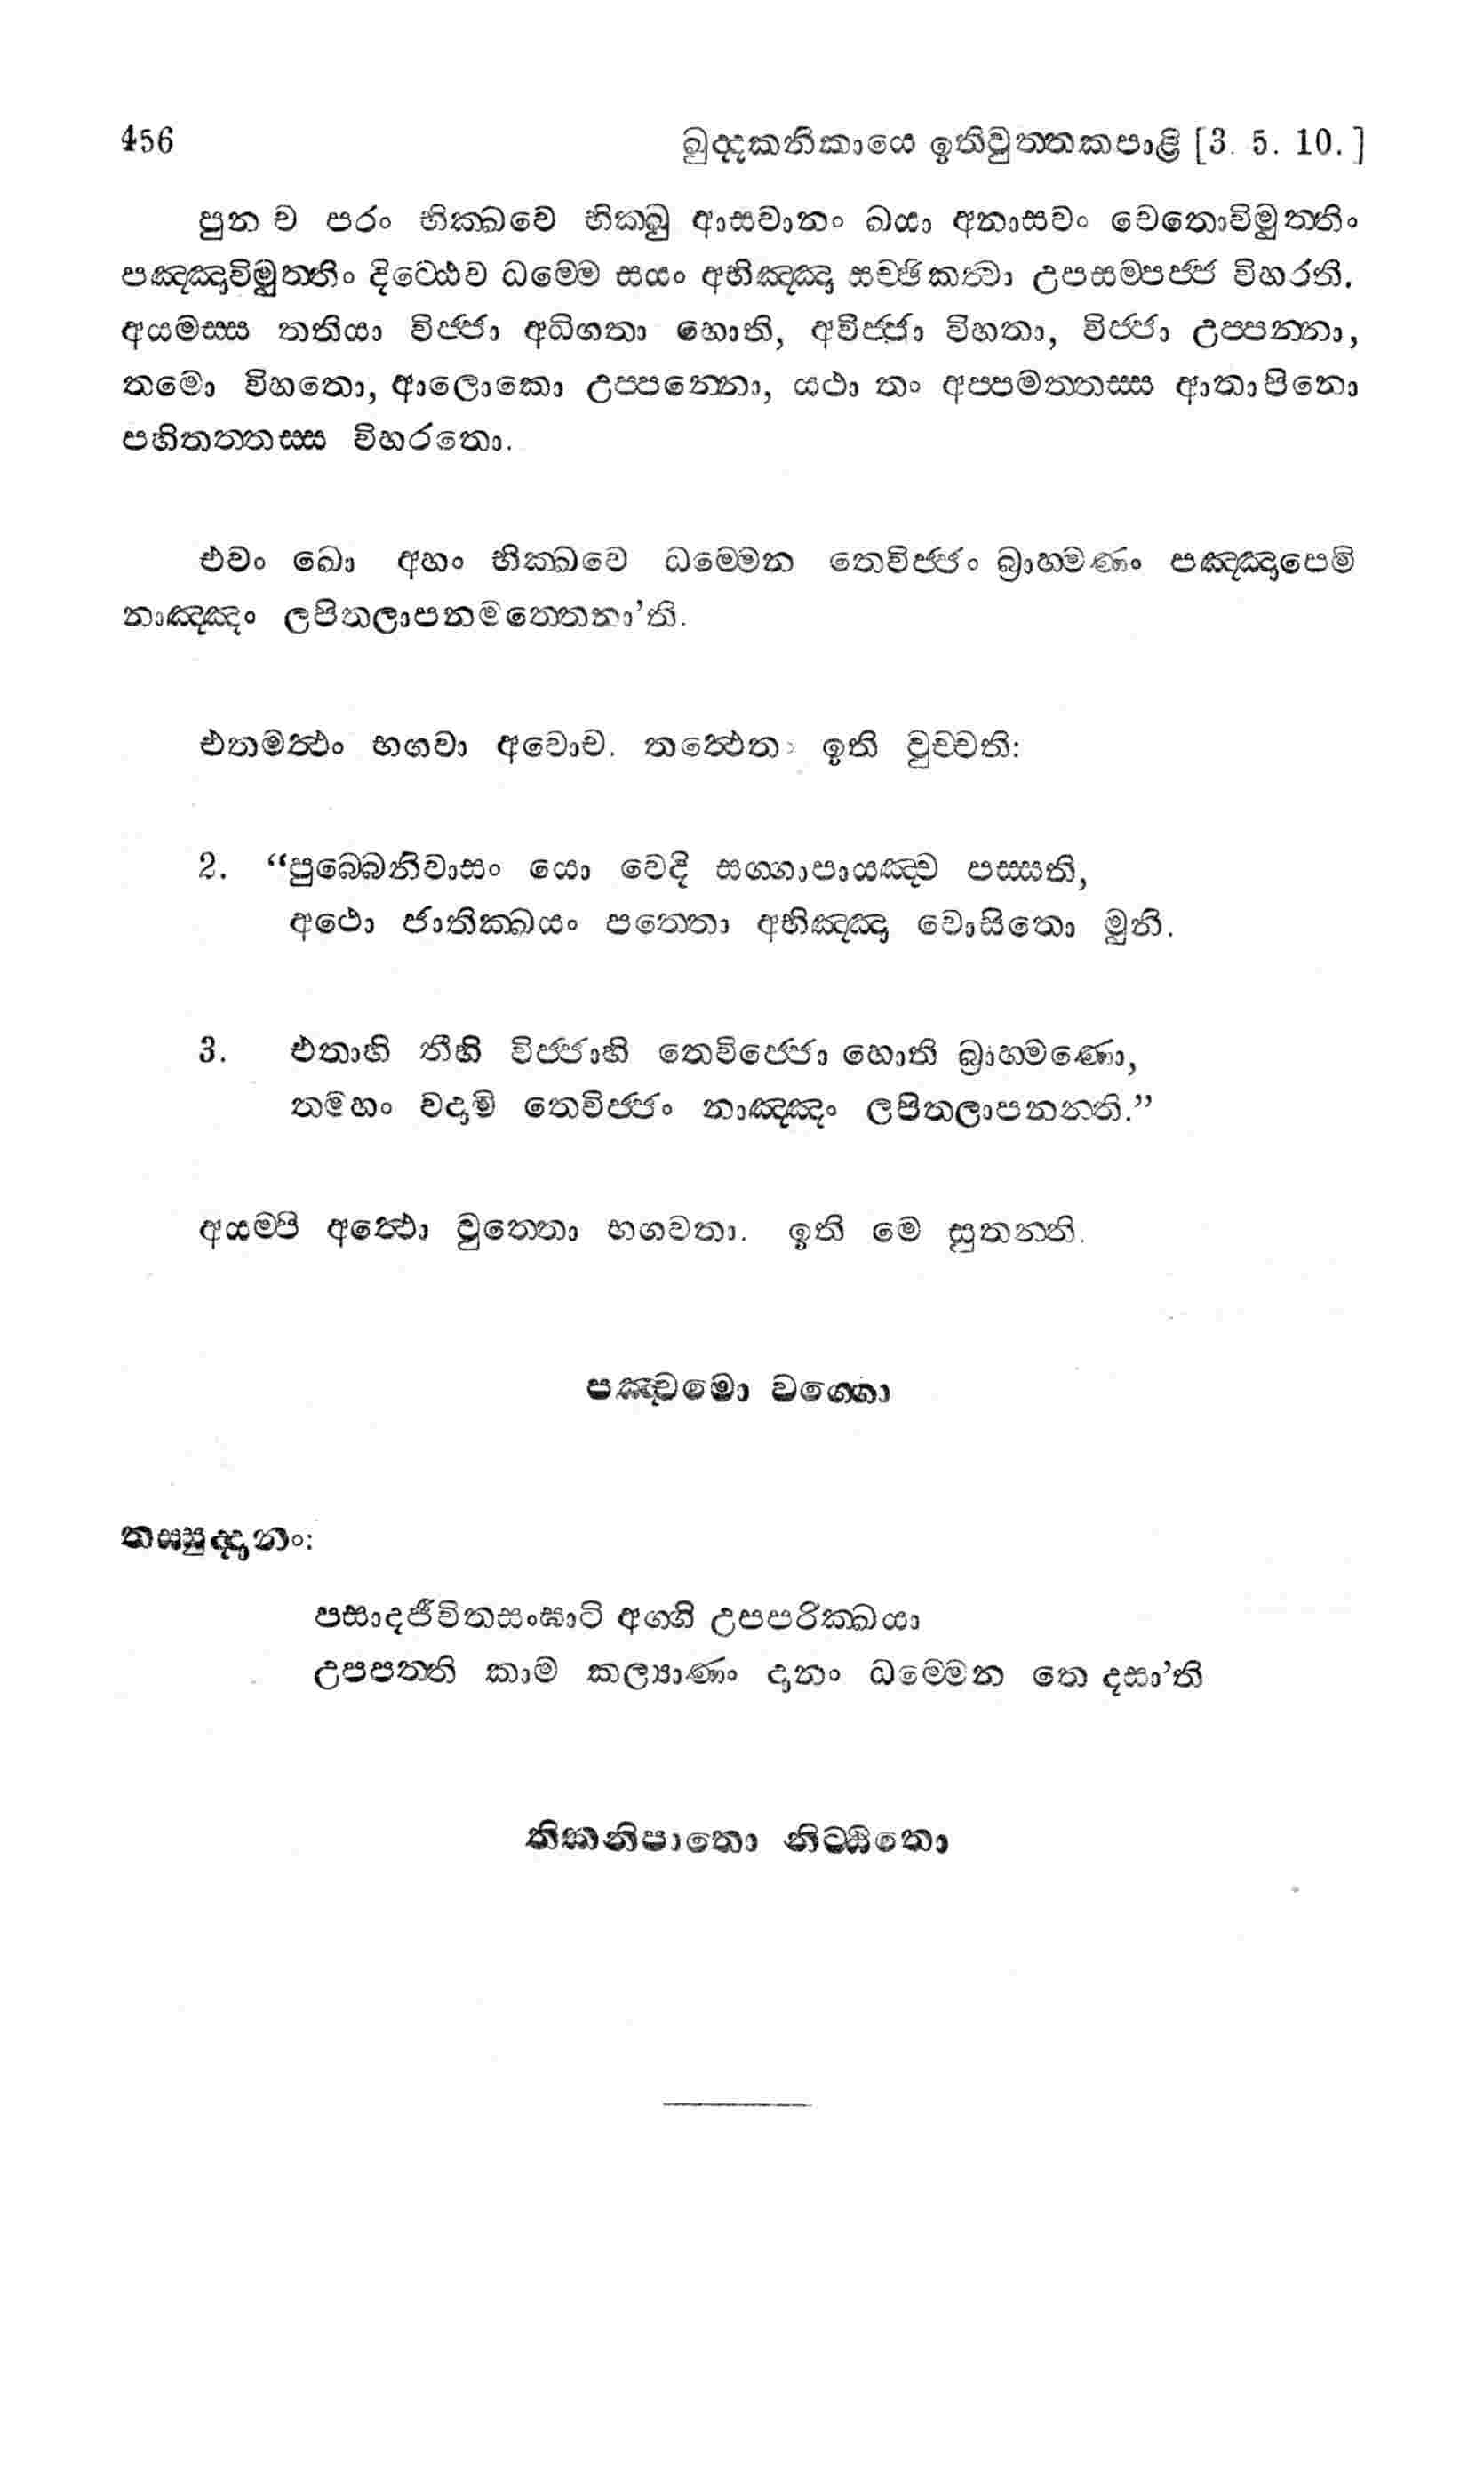 456 ඛුද්දකනිකායෙ ඉතිවුත්තකපාළි [3. 5. 10. ]
පුන ච පරං භික්ඛවෙ භික්ඛු ආසවානං ඛයා අනාසවං චෙතොවිමුත්තිං
පඤ්ඤාවිමුත්තිං දිට්ඨෙව ධම්මෙ සයං අභිඤ්ඤා සච්ඡිකත්වා උපසම්පජ්ජ විහරති.
අයමස්ස තතියා විජ්ජා අධිගතා හොති, අවිජ්ජා විහතා, විජ්ජා උප්පන්නා,
තමො විහතො, ආලොකො උප්පන්නො, යථා තං අප්පමත්තස්ස ආතාපිනො
පහිතත්තස්ස විහරතො.
එවං ඛො අහං භික්ඛවෙ ධම්මෙන තෙවිජ්ජං බ්‍රාහ්මණං පඤ්ඤාපෙමි
නාඤ්ඤං ලපිතලාපනමත්තෙනා’ති.
එතමත්ථං භගවා අවොච. තත්ථෙතං ඉති වුච්චති:
2. “පුබ්බෙනිවාසං යො වෙදි සග්ගාපායඤ්ච පස්සති,
අථො ජාතික්ඛයං පත්තො අභිඤ්ඤා වොසිතො මුනි.
3. එතාහි තීහි විජ්ජාහි තෙවිජ්ජො හොති බ්‍රාහ්මණො,
තමහං වදාමි තෙවිජ්ජං නාඤ්ඤං ලපිතලාපනන්ති.”
අයම්පි අත්ථො වුත්තො භගවතා. ඉති මෙ සුතන්ති.
පඤ්චමො වග්ගො
තස්සුද්දානං:
පසාදජීවිතසංඝාටි අග්ගි උපපරික්ඛයා
උපපත්ති කාම කල්‍යාණං දානං ධම්මෙන තෙ දසා’ති
තිකනිපාතො නිට්ඨිතො